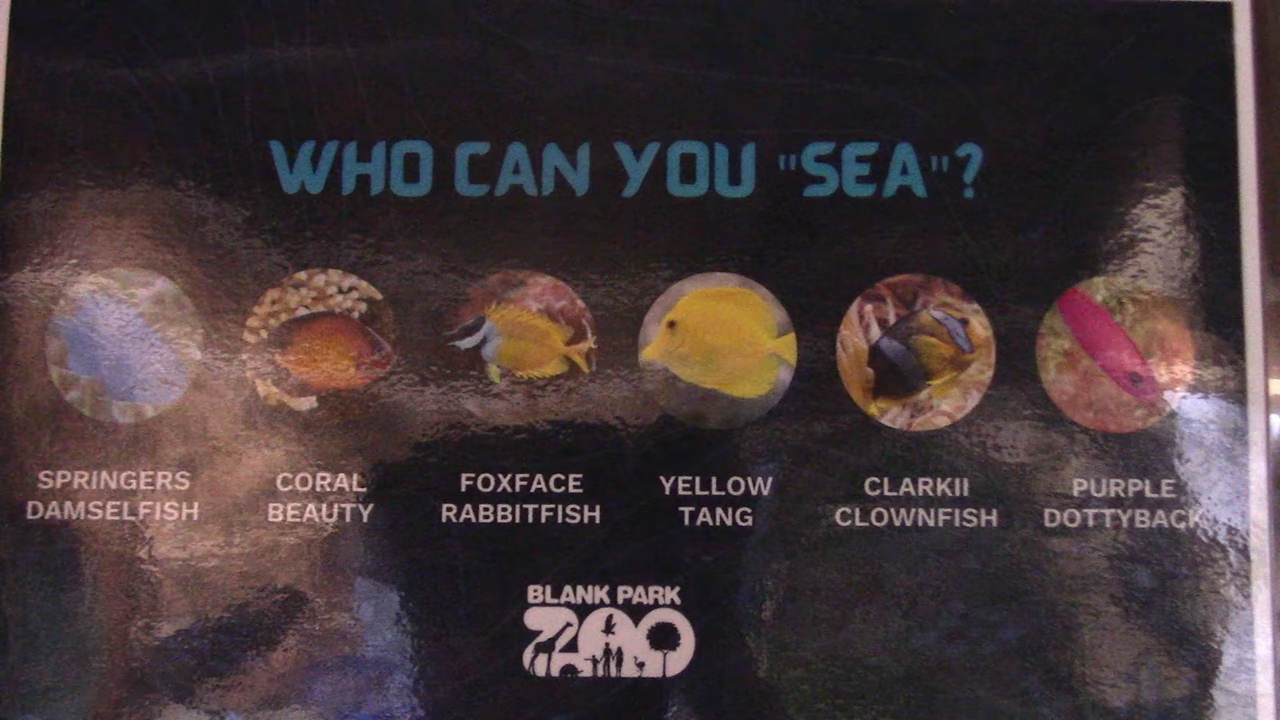 WHO CAN YOU "SEA"?
SPRINGERS
DAMSELFISH
CORAL
BEAUTY
FOXFACE
RABBITFISH
YELLOW
TANG
CLARKII
CLOWNFISH
PURPLE
DOTTYBACK
BLANK PARK
ZOO